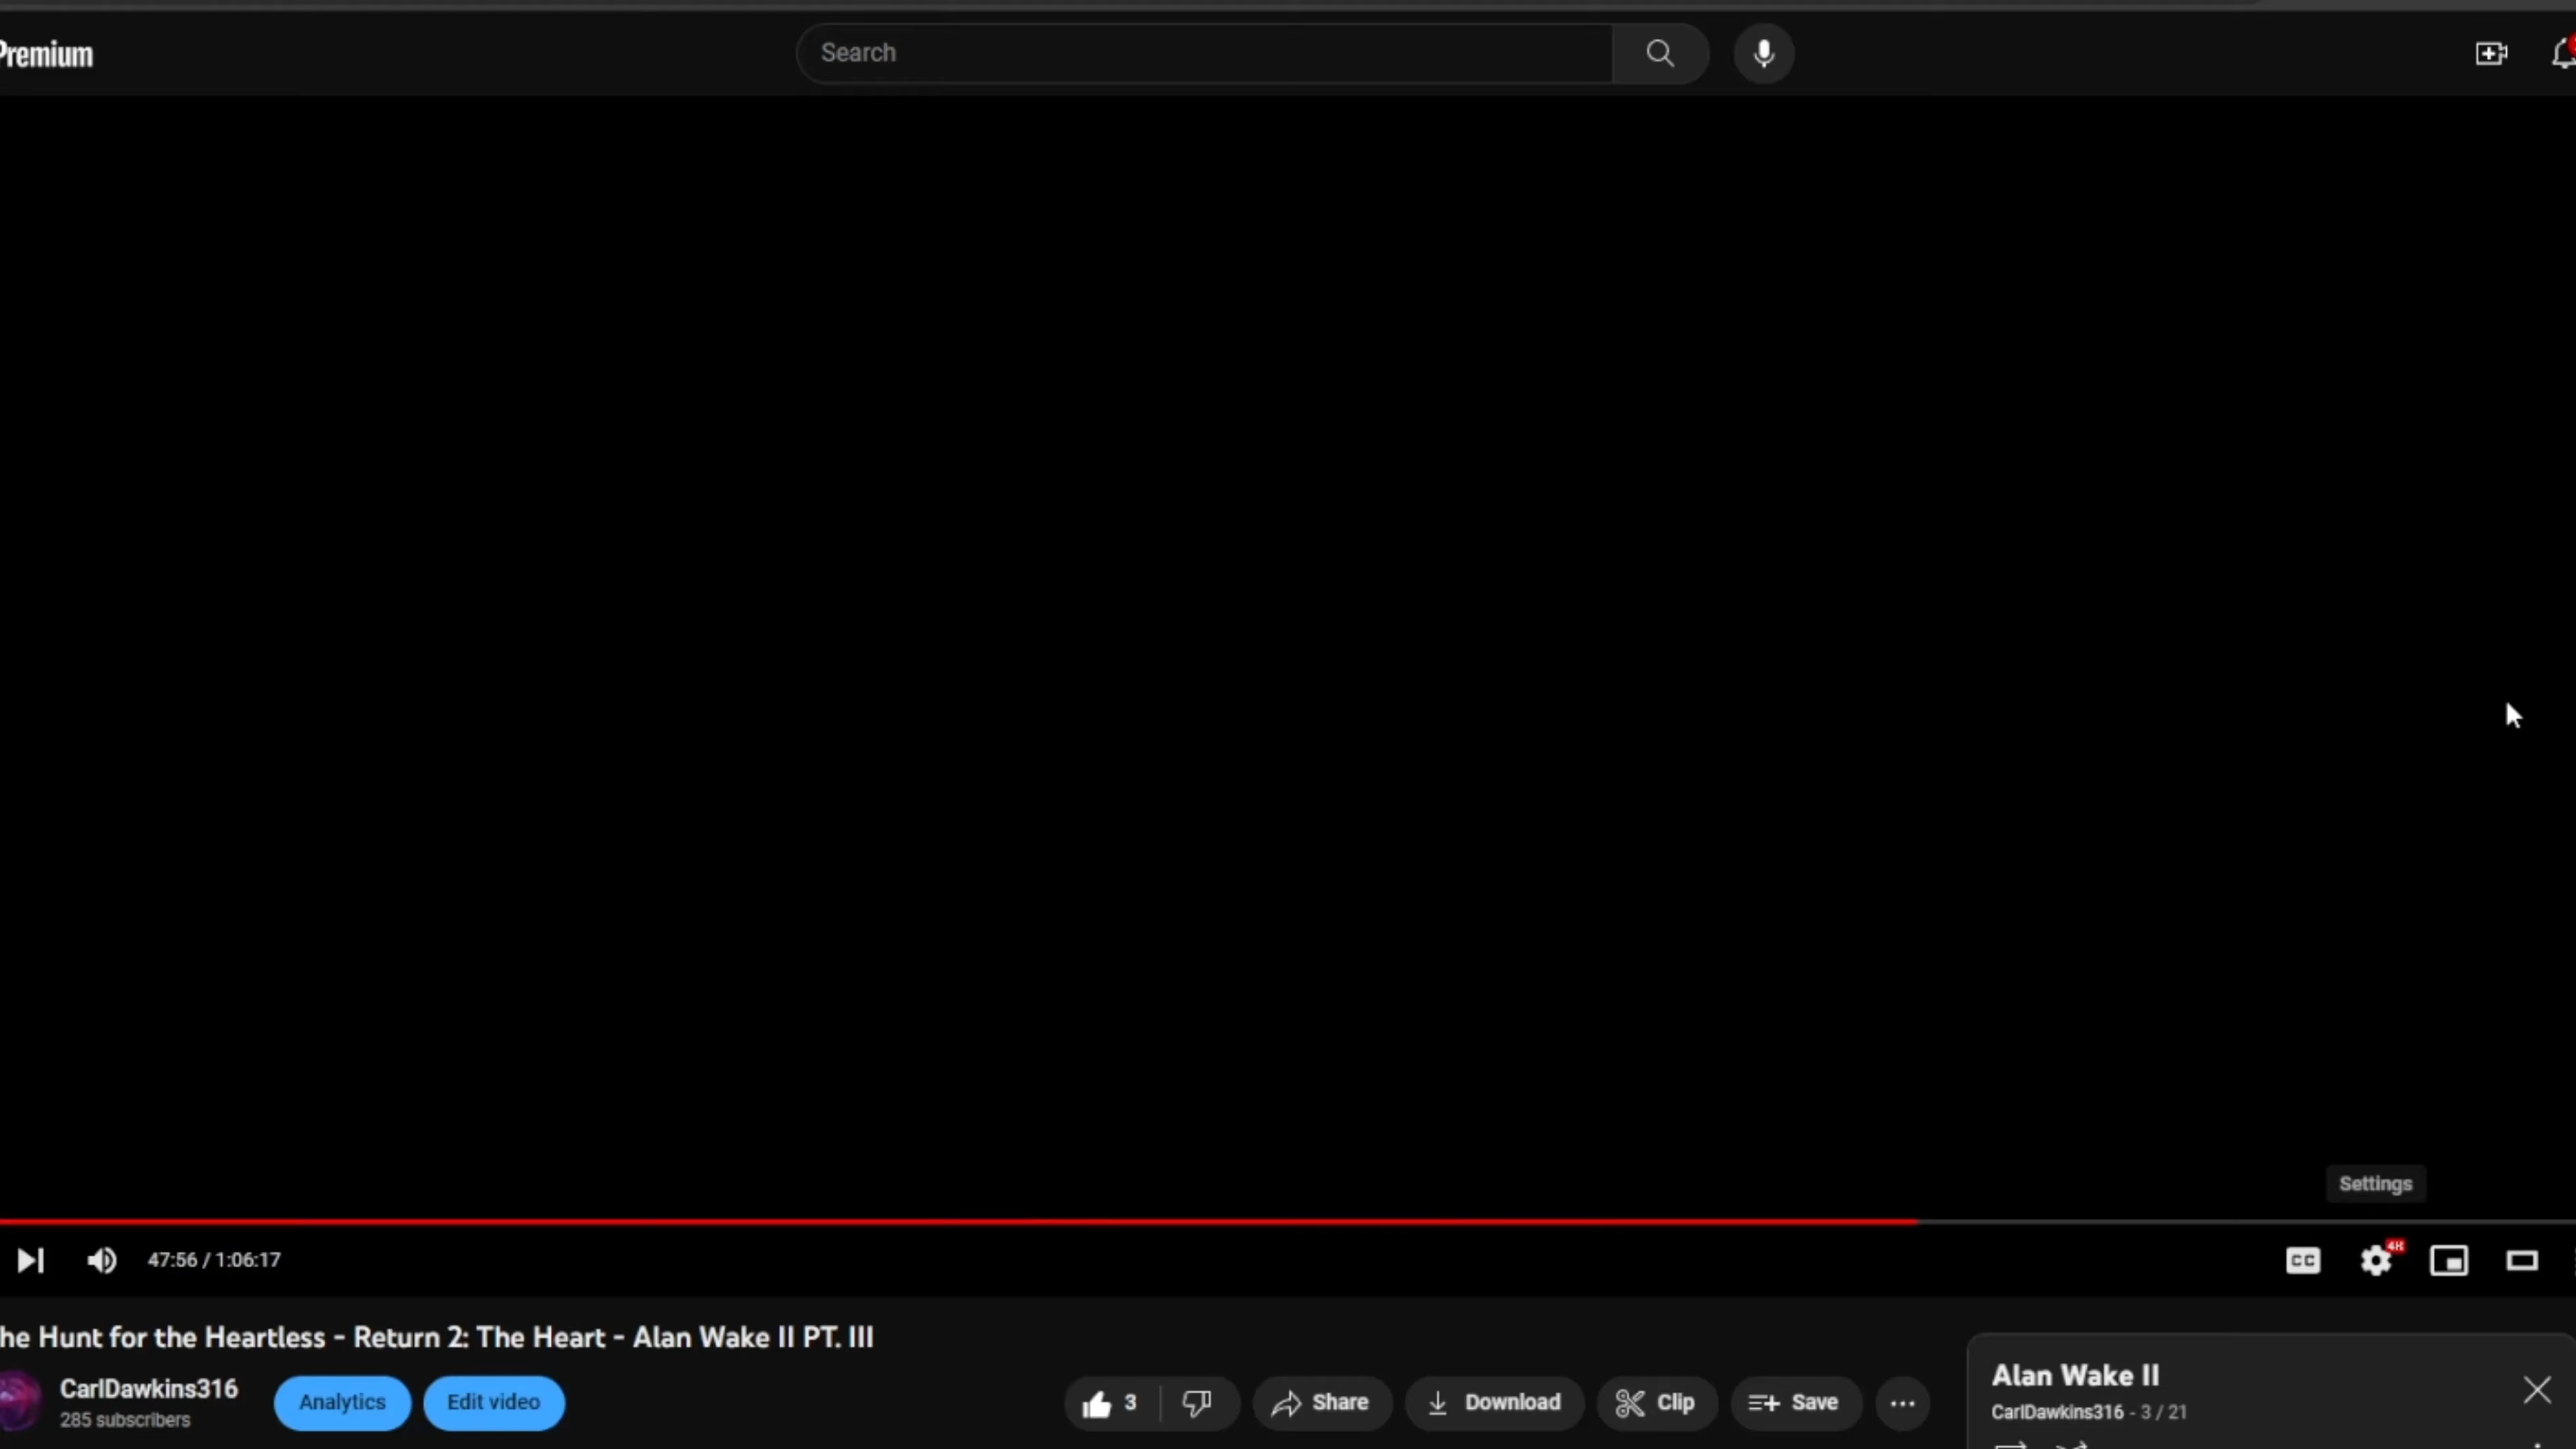 Premium
Search
Settings
47:56 / 1:06:17
CC
4K
he Hunt for the Heartless - Return 2: The Heart - Alan Wake II PT. III
CarlDawkins316
285 subscribers
Analytics
Edit video
3
Share
Download
Clip
Save
Alan Wake II
CarlDawkins316 - 3 / 21